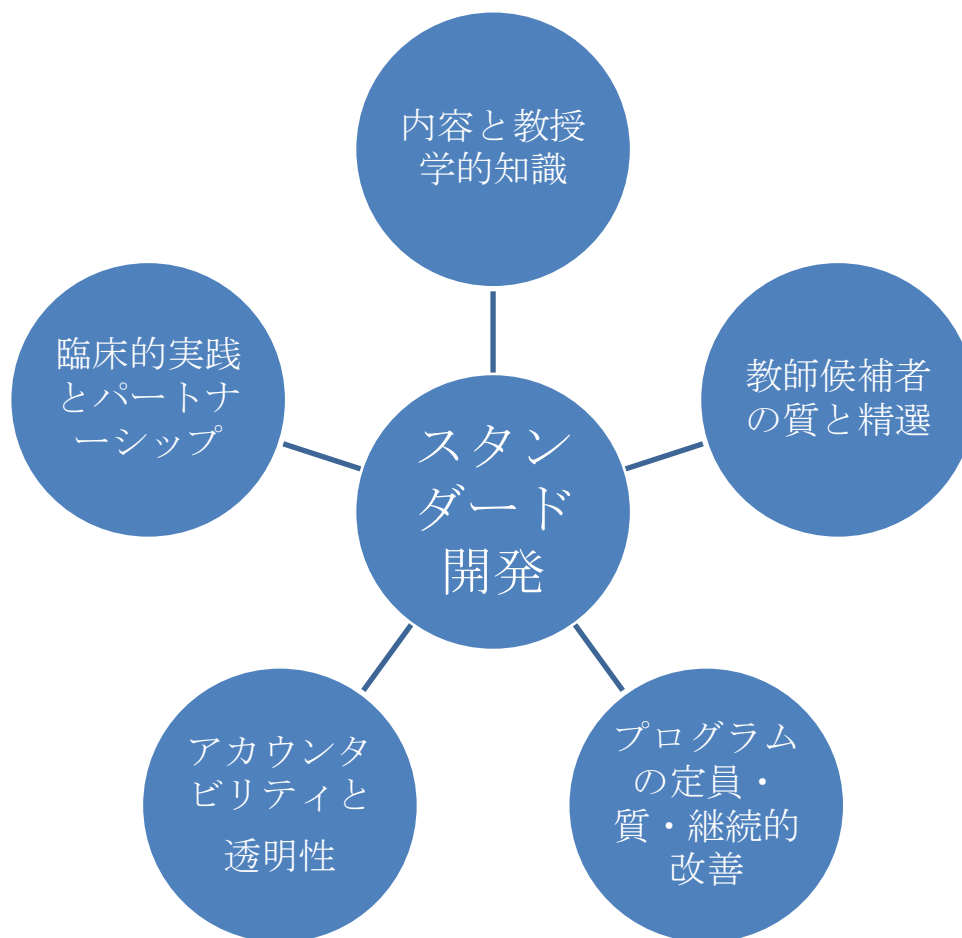 内容と教授
学的知識
臨床的実践
とパートナ
ーシップ
教師候補者
の質と精選
スタン
ダード
開発
アカウンタ
ビリティと
透明性
プログラム
の定員・
質・継続的
改善